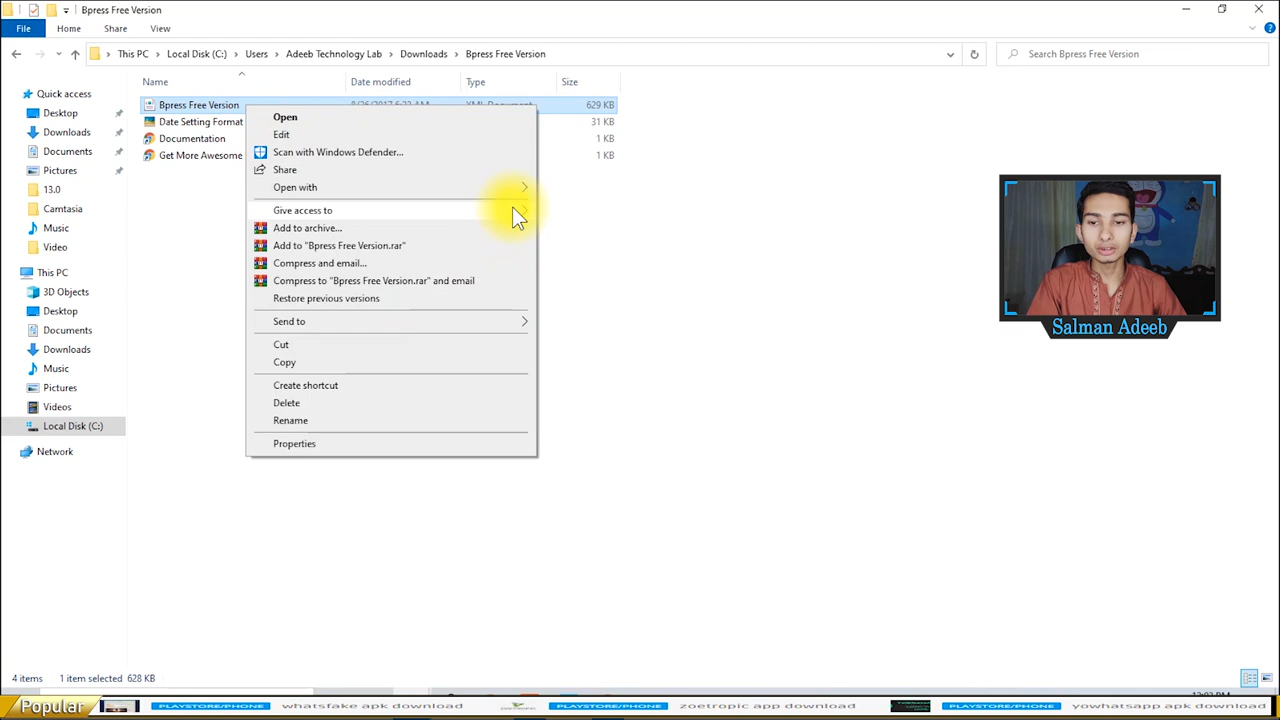 Bpress Free Version
File Home Share View
This PC Local Disk (C:) Users Adeeb Technology Lab Downloads Bpress Free Version
Search Bpress Free Version
Name Date modified Type Size
Quick access
Desktop
Downloads
Documents
Pictures
13.0
Camtasia
Music
Video
This PC
3D Objects
Desktop
Documents
Downloads
Music
Pictures
Videos
Local Disk (C:)
Network
Bpress Free Version 629 KB
Date Setting Format 31 KB
Documentation 1 KB
Get More Awesome 1 KB
Open
Edit
Scan with Windows Defender...
Share
Open with
Give access to
Add to archive...
Add to "Bpress Free Version.rar"
Compress and email...
Compress to "Bpress Free Version.rar" and email
Restore previous versions
Send to
Cut
Copy
Create shortcut
Delete
Rename
Properties
Salman Adeeb
4 items 1 item selected 628 KB
Popular PLAYSTORE/PHONE whatsfake apk download PLAYSTORE/PHONE zoetropic app download PLAYSTORE/PHONE yowhatsapp apk download